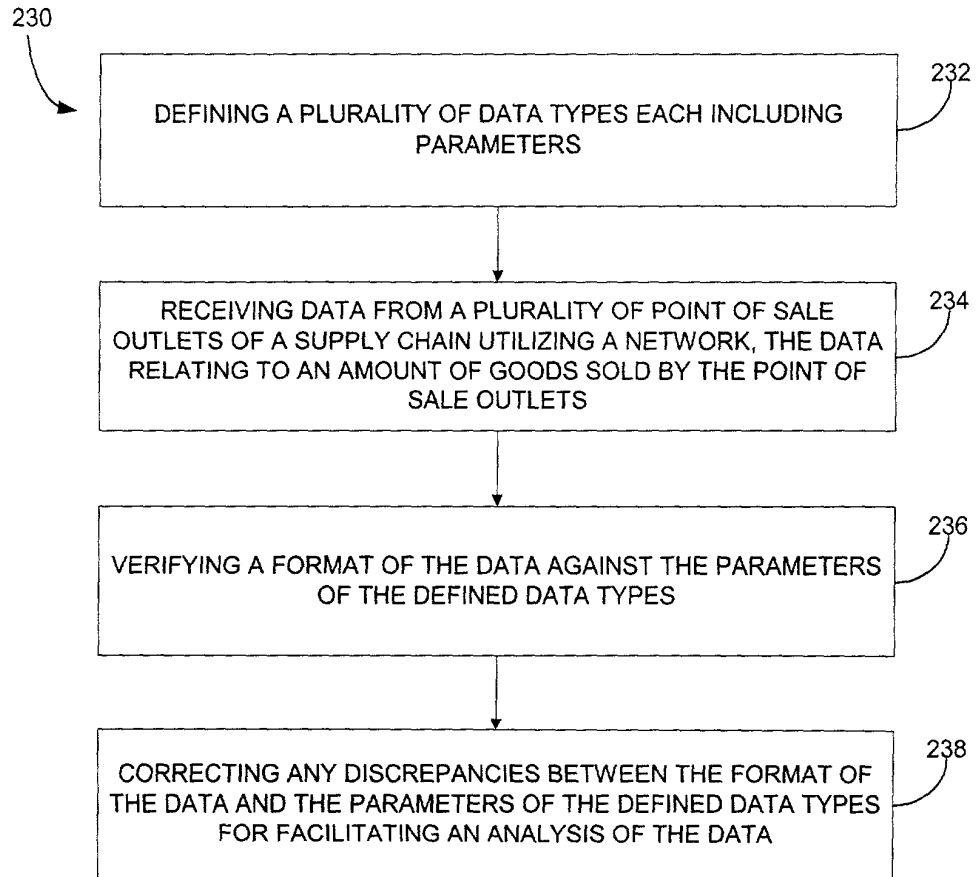 230
232
DEFINING A PLURALITY OF DATA TYPES EACH INCLUDING
PARAMETERS
234
RECEIVING DATA FROM A PLURALITY OF POINT OF SALE
OUTLETS OF A SUPPLY CHAIN UTILIZING A NETWORK, THE DATA
RELATING TO AN AMOUNT OF GOODS SOLD BY THE POINT OF
SALE OUTLETS
236
VERIFYING A FORMAT OF THE DATA AGAINST THE PARAMETERS
OF THE DEFINED DATA TYPES
238
CORRECTING ANY DISCREPANCIES BETWEEN THE FORMAT OF
THE DATA AND THE PARAMETERS OF THE DEFINED DATA TYPES
FOR FACILITATING AN ANALYSIS OF THE DATA